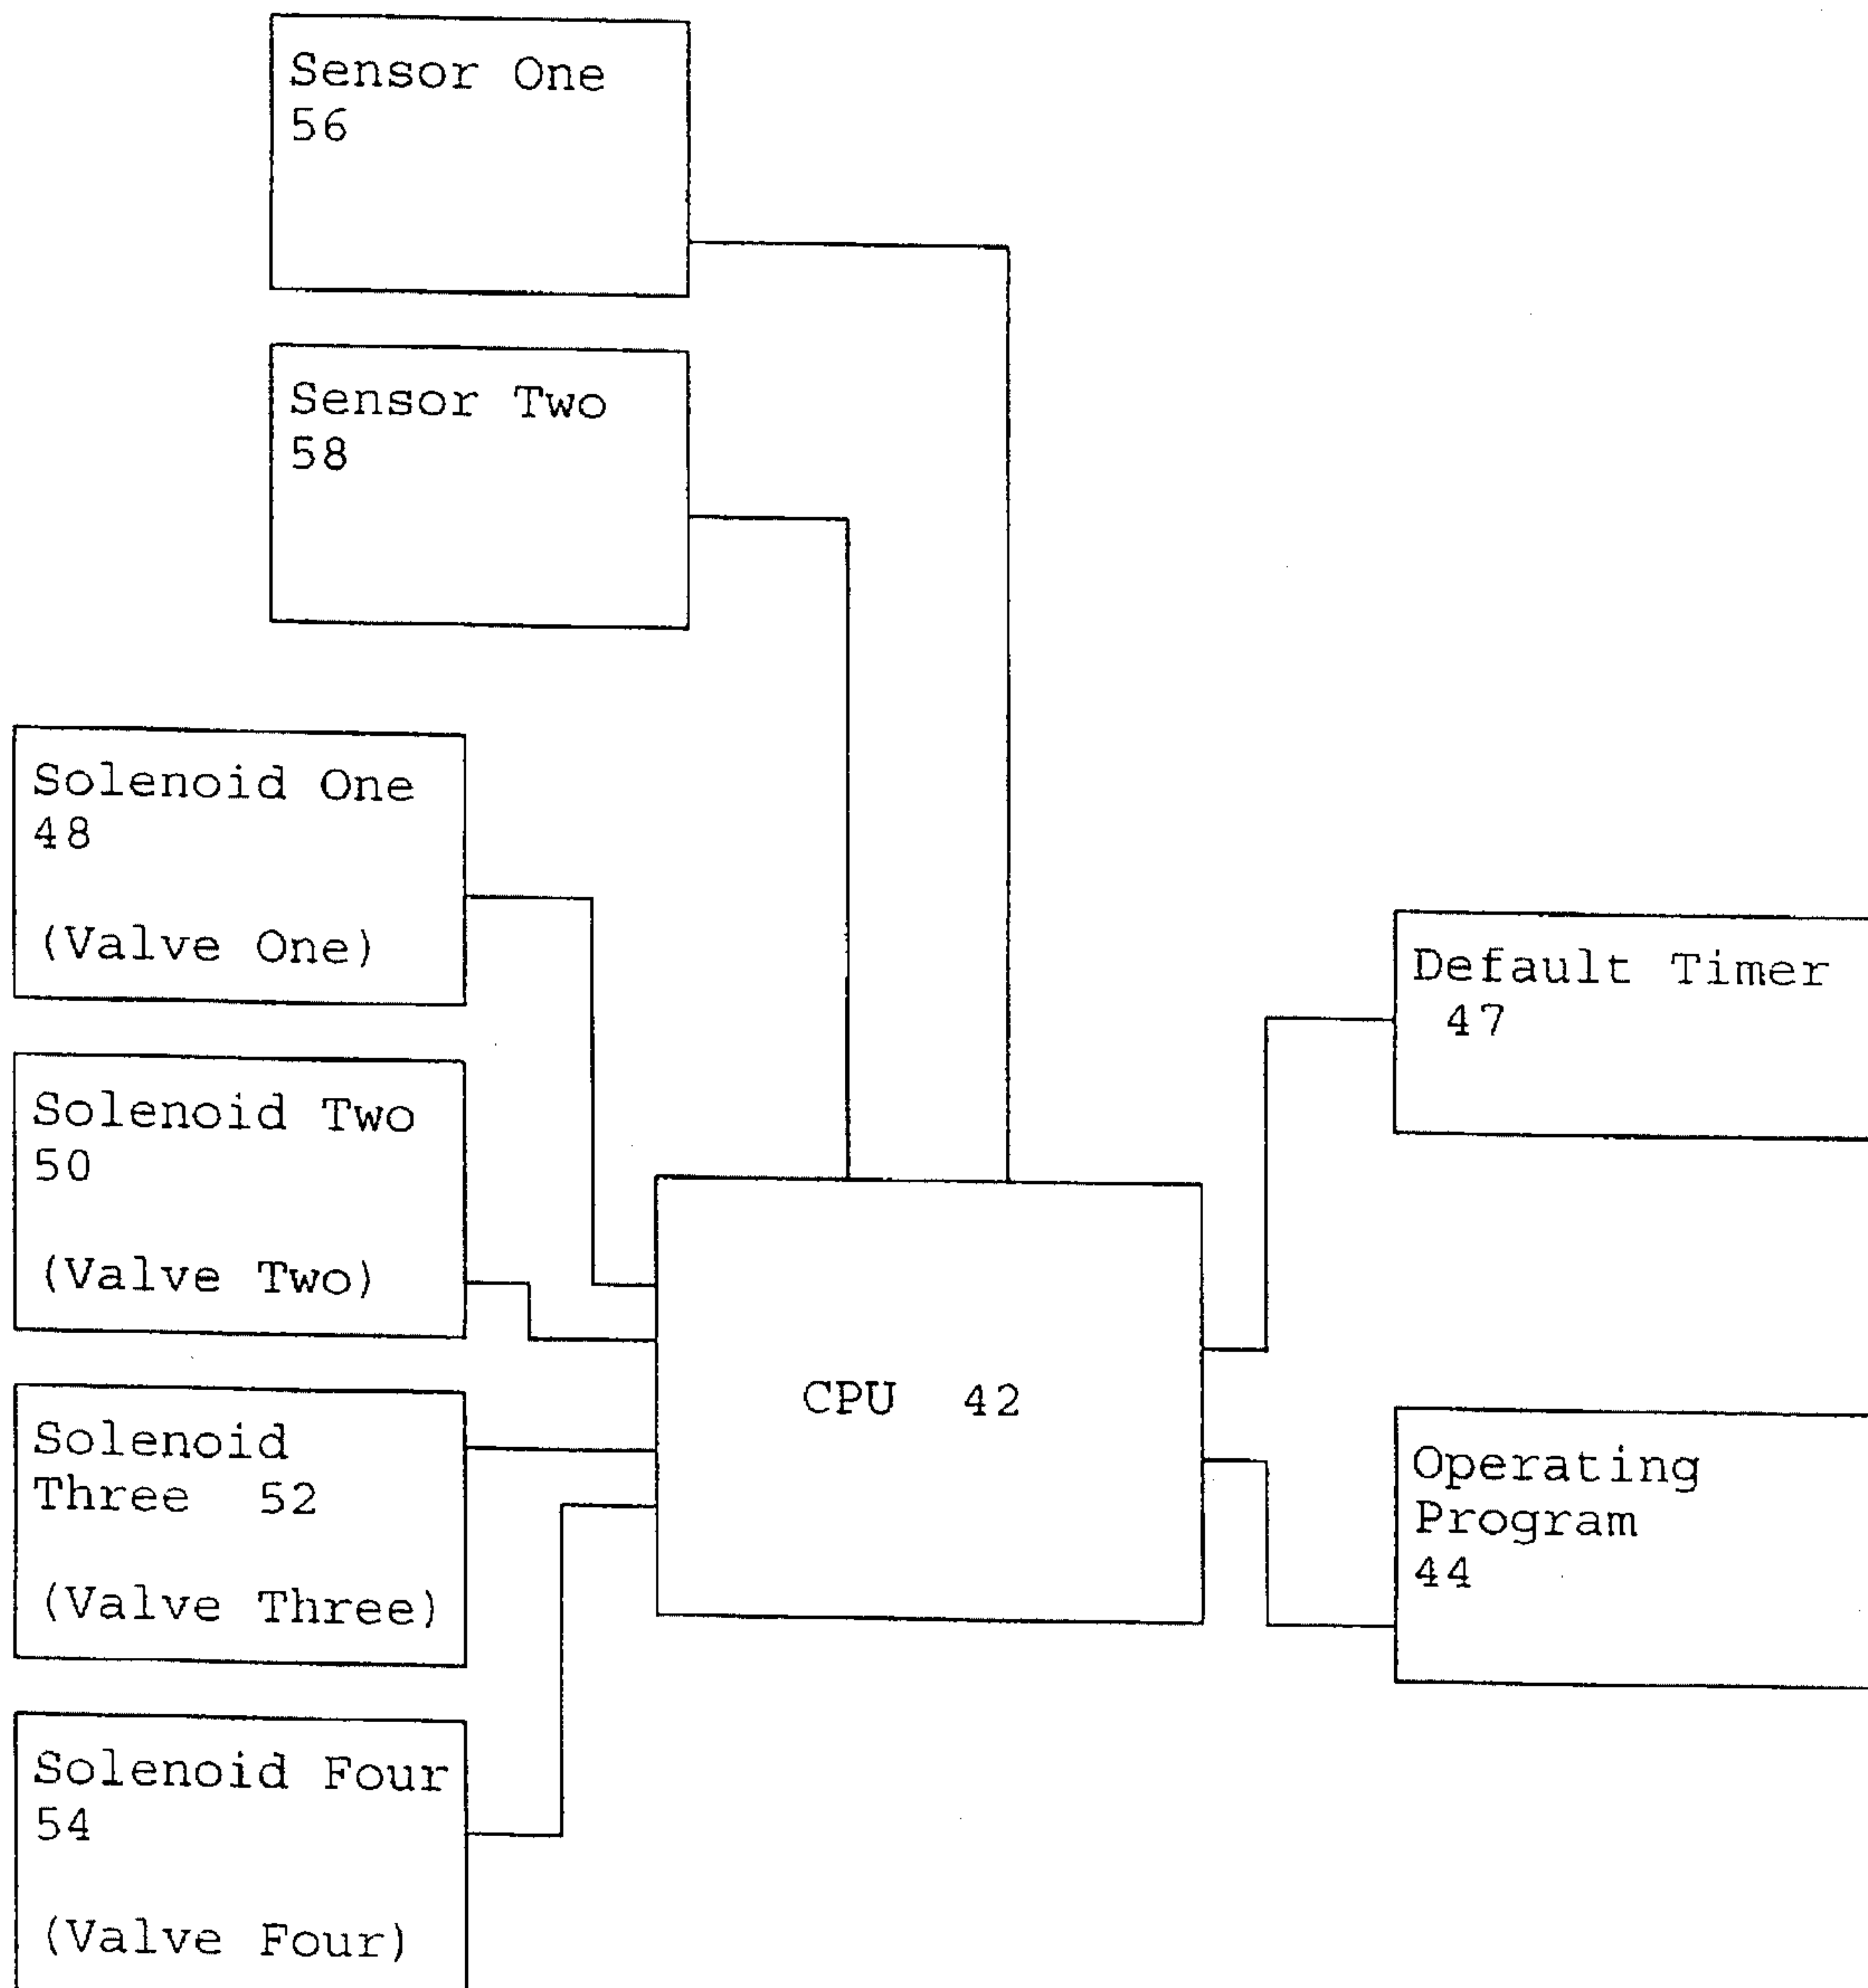 Sensor One
56
Sensor Two
58
Solenoid One
48
(Valve One)
Solenoid Two
50
(Valve Two)
Solenoid
Three 52
(Valve Three)
Solenoid Four
54
(Valve Four)
CPU 42
Default Timer
47
Operating
Program
44